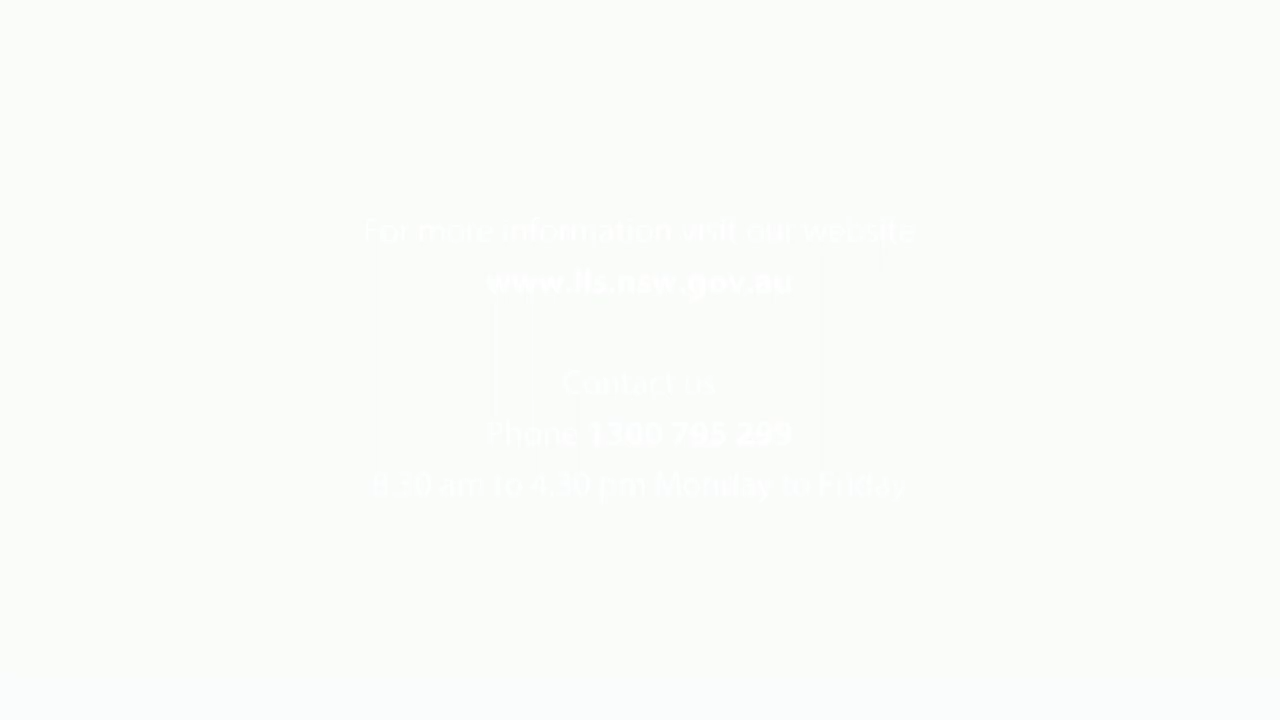 For more information visit our website
www.lls.nsw.gov.au
Contact us
Phone 1300 795 299
8.30 am to 4.30 pm Monday to Friday